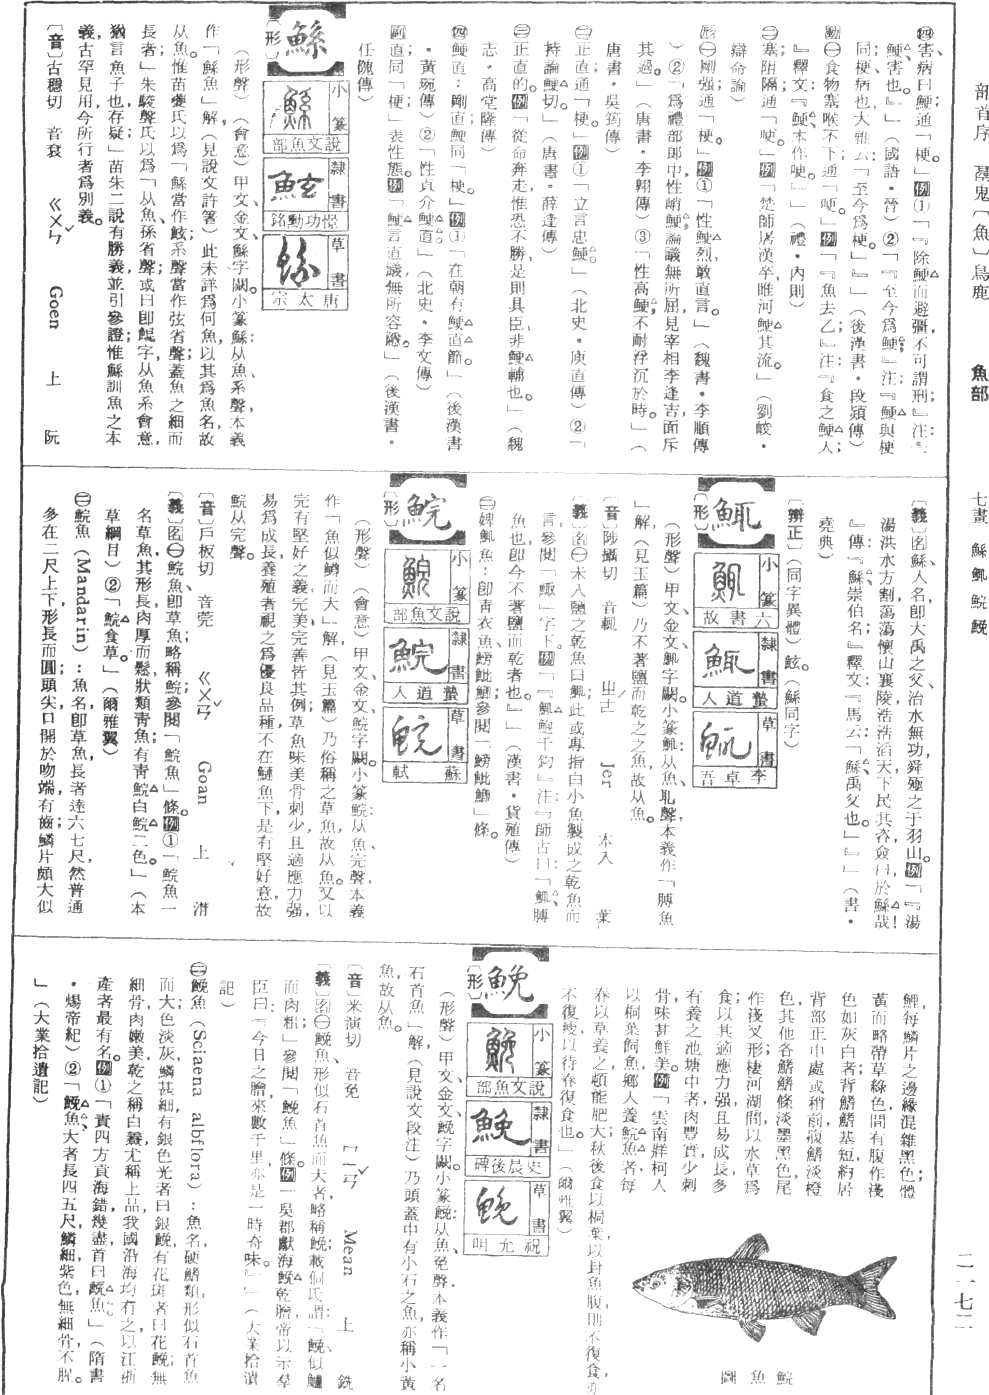 部首序 鬲鬼〔魚〕鳥鹿 魚部 七畫 鯀鮿鯇鮸 二一七二
㈣害、病曰鯁;通「梗。」例①「『除鯁而避彊,不可謂刑』注:
鯁,害也。』」(國語·晉)②「『至今爲鯁』注:『鯁與梗
同,梗,病也。大雅云:『至今爲梗。』」(後漢書·段熲傳)
動㈠食物塞喉不下;通「哽。」例「『魚去乙』注:『食之鯁人;
『釋文『鯁本作哽』」(禮·內則)
㈡塞,阻隔;通「哽。」例「楚師屠漢卒,睢河鯁其流。」(劉峻·
辯命論)
形㈠剛强;通「梗。」例①「性鯁烈,敢直言。」(魏書·李順傳
)②「爲禮部郎中,性峭鯁,論議無所屈,見宰相李逢吉,面斥
其過。」(唐書·李翱傳)③「性高鯁,不耐浮沉於時。」(
唐書·吳筠傳)
㈡正直;通「梗。」例①「立言忠鯁。」(北史·庾直傳)②「
持論鯁切。」(唐書·薛逢傳)
㈢正直的。例「從命奔走,惟恐不勝,是則具臣,非鯁輔也。」(魏
志·高堂隆傳)
㈣鯁直:剛直;鯁同「梗。」例①「在朝有鯁直節。」(後漢書
·黃琬傳)②「性貞介鯁直。」(北史·李文傳)
副直;同「梗,」表性態。例「鯁言直議,無所容慮。」(後漢書·
任隗傳)
鯀
小篆 說文魚部
隸書 憬功勳銘
草書 唐太宗
〔形〕(形聲)(會意)甲文、金文鯀字闕。小篆鯀:从魚、系聲,本義
作「鯀魚」解,(見說文許箸)此未詳爲何魚,以其爲魚名,故
从魚。惟苗夔氏以爲「鯀當作䱋,系聲當作弦省聲,蓋魚之細而
長者;」朱駿聲氏以爲「从魚、孫省聲;或曰即鯤字,从魚系會意,
猶言魚子也,存疑。」苗朱二說有勝義,並引參證;惟鯀訓魚之本
義古罕見用,今所行者爲別義。
〔音〕古穩切 音袞 ㄍㄨㄣˇ Goen 上 阮
〔義〕名鯀,人名,即大禹之父,治水無功,舜殛之于羽山。例「『湯
湯洪水方割,蕩蕩懷山襄陵,浩浩滔天,下民其咨。僉曰:於鯀哉!
『傳:『鯀,崇伯名。』釋文:『馬云:『鯀,禹父也。』』」(書·
堯典)
〔辨正〕(同字異體)䱋。(鯀同字)
鮿
小篆 六書故
隸書 蟄道人
草書 李卓吾
〔形〕(形聲)甲文、金文鮿字闕。小篆鮿:从魚、耴聲,本義作「膊魚
」解,(見玉篇)乃不著鹽而乾之之魚,故从魚。
〔音〕陟攝切 音輒 ㄓㄜˊ Jer 本入 葉
〔義〕名㈠未入鹽之乾魚曰鮿;此或專指白小魚製成之乾魚而
言,參閱「鯫」字下。例「『鮿鮑千鈞』注:『師古曰:『鮿,膊
魚也,即今不著鹽而乾者也。』』」(漢書·貨殖傳)
㈡婢鮿魚:即青衣魚,鰟魮鯽,參閱「鰟魮鯽」條。
鯇
小篆 說文魚部
隸書 蟄道人
草書 蘇軾
〔形〕(形聲)(會意)甲文、金文、鯇字闕。小篆鯇:从魚、完聲,本義
作「魚似鱒而大」解,(見玉篇)乃俗稱之草魚,故从魚。又以
完有堅好之義,完美完善皆其例,草魚味美骨刺少,且適應力强,
易爲成長,養殖者視之爲優良品種,不在鰱魚下,是有堅好意,故
鯇从完聲。
〔音〕戶板切 音莞 ㄍㄨㄢˇ Goan 上 潸
〔義〕名㈠鯇魚,即草魚,略稱鯇,參閱「鯇魚」條。例①「鯇魚一
名草魚,其形長,肉厚而鬆,狀類青魚,有青鯇、白鯇二色。」(本
草綱目)②「鯇食草。」(爾雅翼)
㈡鯇魚(Mandarin):魚名,即草魚,長者達六七尺,然普通
多在二尺上下,形長而圓,頭尖,口開於吻端,有齒;鱗片頗大似
鯉,每鱗片之邊緣混雜黑色;體
黃而略帶草綠色,間有腹作淺
色如灰白者;背鰭鰭基短,約居
背部正中處或稍前,腹鰭淡橙
色,其他各鰭鰭條淡墨黑色,尾
作淺叉形,棲河湖間,以水草爲
食;以其適應力强且易成長,多
有養之池塘中者,肉豐實少刺
骨,味甚鮮美。例「雲南牂柯人
以桐葉飼魚,鄉人養鯇魚者每
春以草養之,頓能肥大,秋後食以桐葉,以封魚腹,則不復食,亦
不復瘦,以待春復食也。」(爾雅翼)
鯇魚圖
鮸
小篆 說文魚部
隸書 史晨後碑
草書 祝允明
〔形〕(形聲)甲文、金文、鮸字闕。小篆鮸:从魚、免聲,本義作「一名
石首魚」解,(見說文段注)乃頭蓋中有小石之魚,亦稱小黃
魚,故从魚。
〔音〕米演切 音免 ㄇㄧㄢˇ Mean 上 銑
〔義〕名㈠鮸魚,形似石首魚而大者,略稱鮸,戴侗氏謂:「鮸似鱸
而肉粗,」參閱「鮸魚」條。例「吳郡獻海鮸乾膾,帝以示羣
臣曰:『今日之膾,來數千里,亦是一時奇味。』」(大業拾遺
記)
㈡鮸魚(Sciaena albflora):魚名,硬鰭類,形似石首魚
而大,色淡灰,鱗甚細,有銀色光者曰銀鮸,有花斑者曰花鮸;無
細骨,肉嫩美,乾之稱白鯗,尤稱上品,我國沿海均有之,以江浙
產者最有名。例①「責四方貢海錯幾盡,首曰鮸魚」(隋書
·煬帝紀)②「鮸魚,大者長四五尺,鱗細,紫色,無細骨,不腥。
」(大業拾遺記)